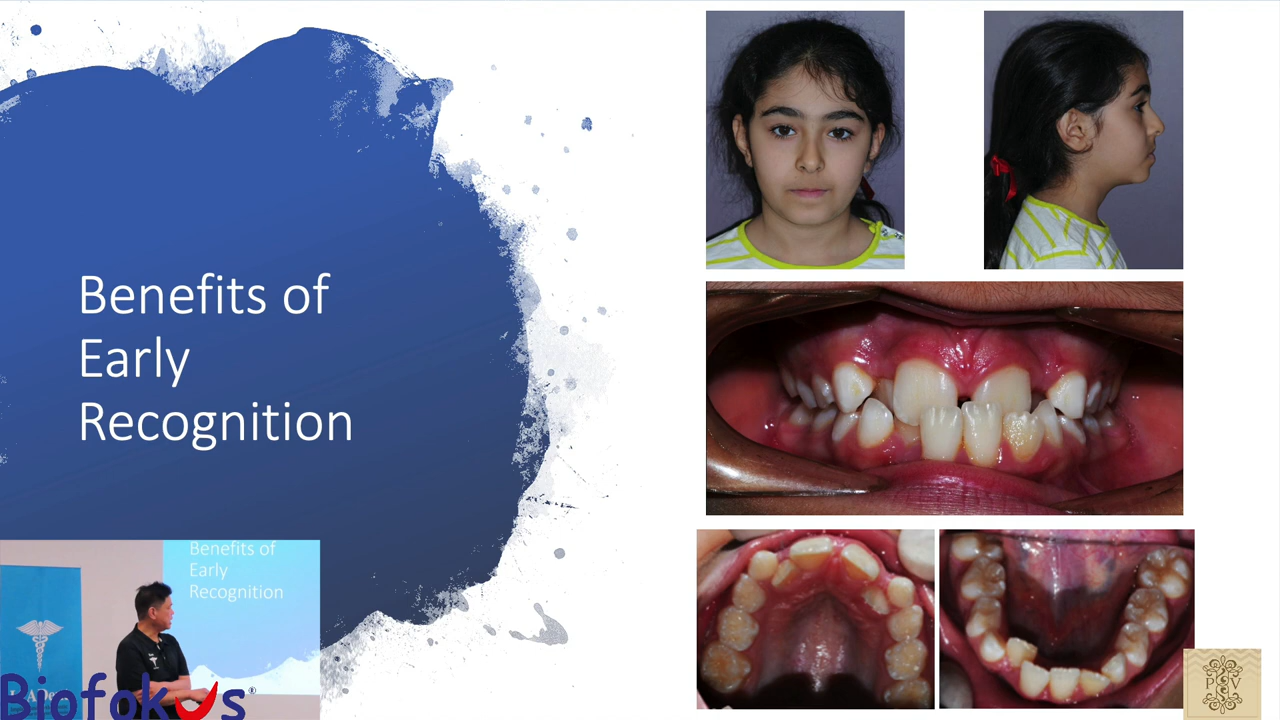 Benefits of
Early
Recognition
Benefits of
Early
Recognition
Biofokus®
P S V